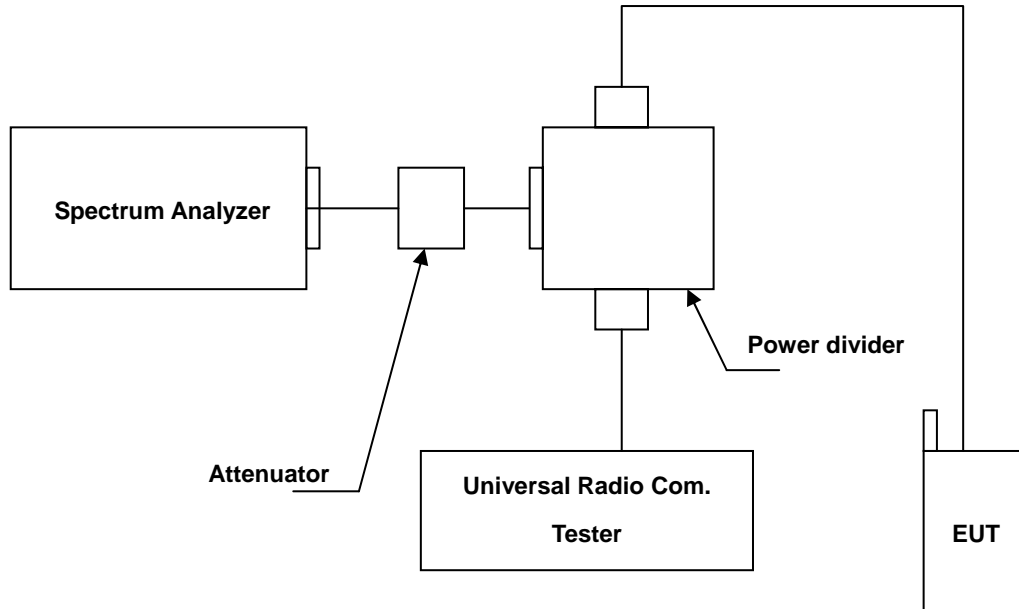 Spectrum Analyzer
Power divider
Attenuator
Universal Radio Com.
Tester
EUT